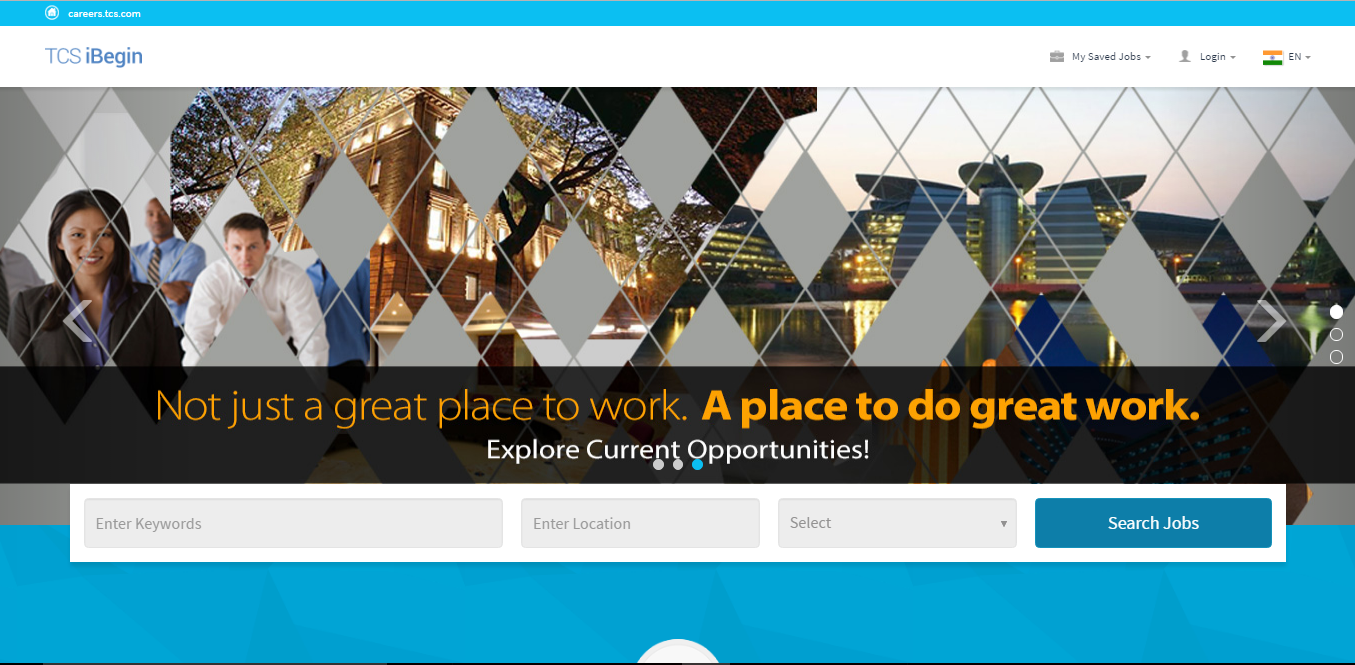 careers.tcs.com
TCS iBegin
My Saved Jobs
Login
EN
Not just a great place to work. A place to do great work.
Explore Current Opportunities!
Enter Keywords
Enter Location
Select
Search Jobs